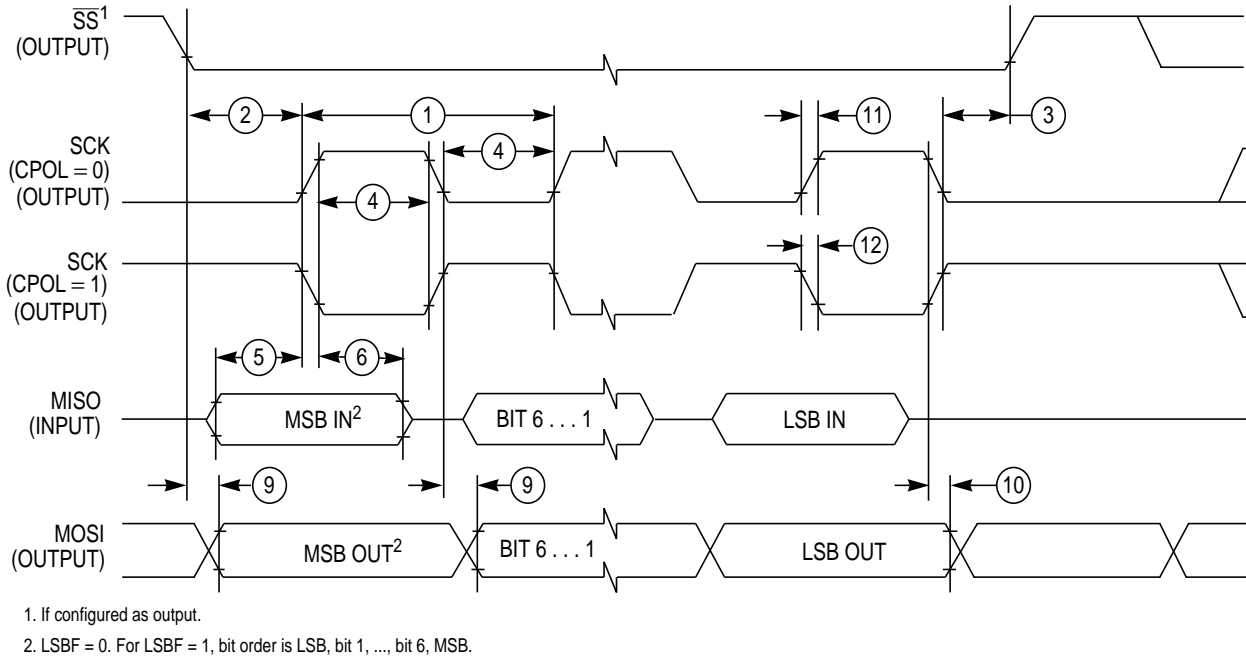 SS1
(OUTPUT)
2
1
11
3
SCK
(CPOL = 0)
(OUTPUT)
4
4
12
SCK
(CPOL = 1)
(OUTPUT)
5
6
MISO
(INPUT)
MSB IN2
BIT 6 . . . 1
LSB IN
9
9
10
MOSI
(OUTPUT)
MSB OUT2
BIT 6 . . . 1
LSB OUT
1. If configured as output.
2. LSBF = 0. For LSBF = 1, bit order is LSB, bit 1, ..., bit 6, MSB.